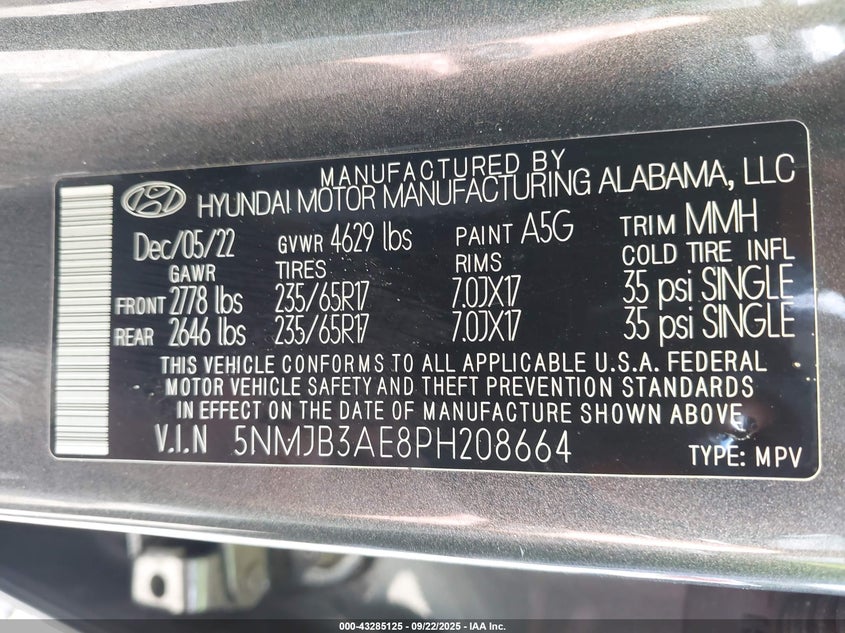 MANUFACTURED BY
HYUNDAI MOTOR MANUFACTURING ALABAMA, LLC
Dec/05/22 GVWR 4629 lbs PAINT A5G TRIM MMH
GAWR TIRES RIMS COLD TIRE INFL
FRONT 2778 lbs 235/65R17 7.0JX17 35 psi SINGLE
REAR 2646 lbs 235/65R17 7.0JX17 35 psi SINGLE
THIS VEHICLE CONFORMS TO ALL APPLICABLE U.S.A. FEDERAL
MOTOR VEHICLE SAFETY AND THEFT PREVENTION STANDARDS
IN EFFECT ON THE DATE OF MANUFACTURE SHOWN ABOVE
V.I.N 5NMJB3AE8PH208664 TYPE: MPV
000-43285125 - 09/22/2025 - IAA Inc.